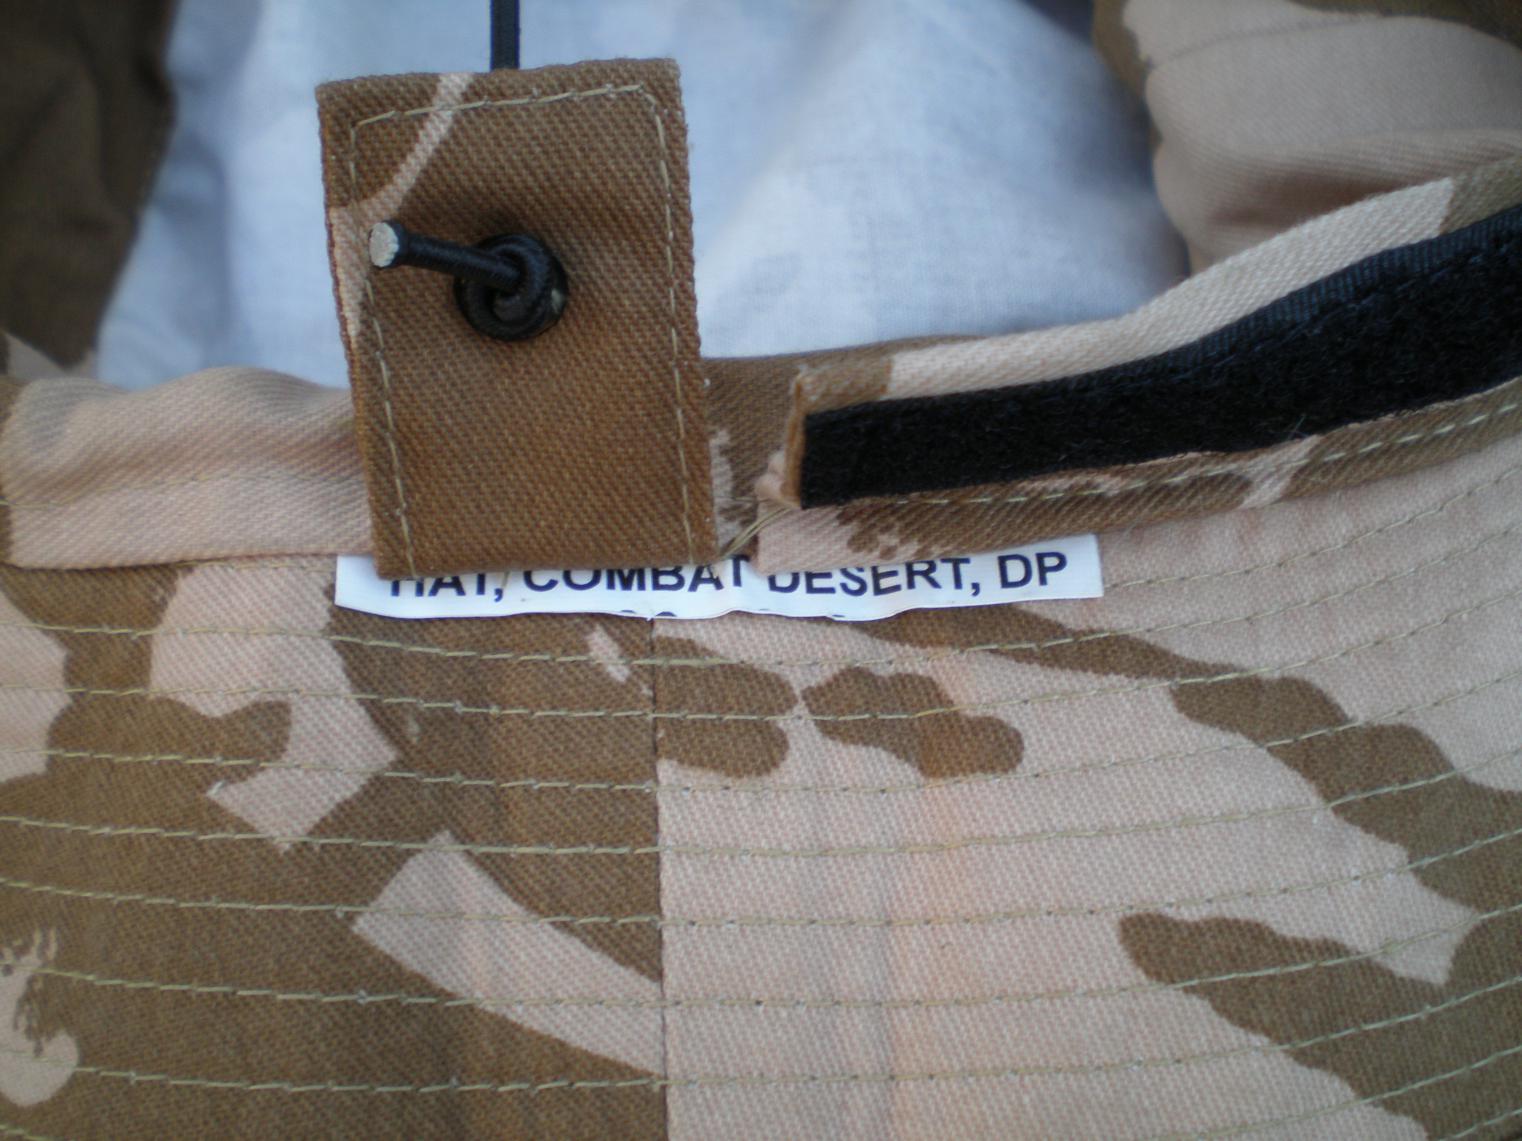 HAT, COMBAT DESERT, DP